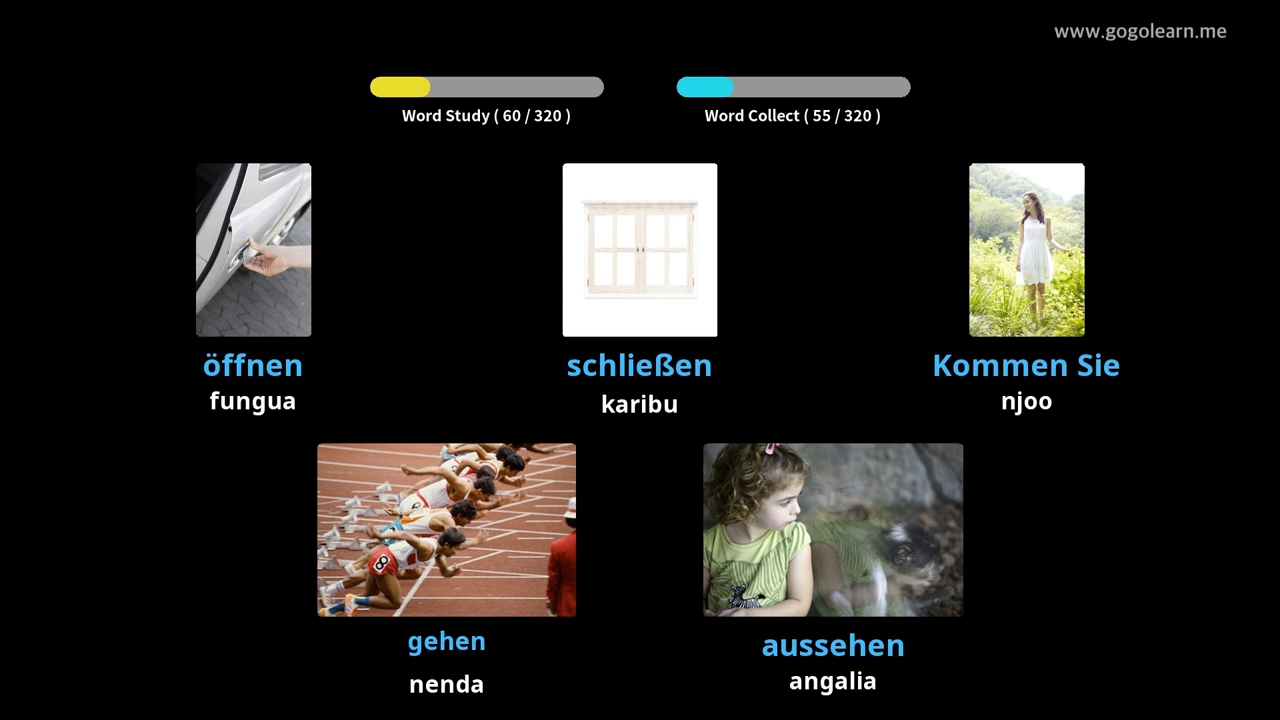 www.gogolearn.me
Word Study ( 60 / 320 )
Word Collect ( 55 / 320 )
öffnen
fungua
schließen
karibu
Kommen Sie
njoo
8
gehen
nenda
aussehen
angalia